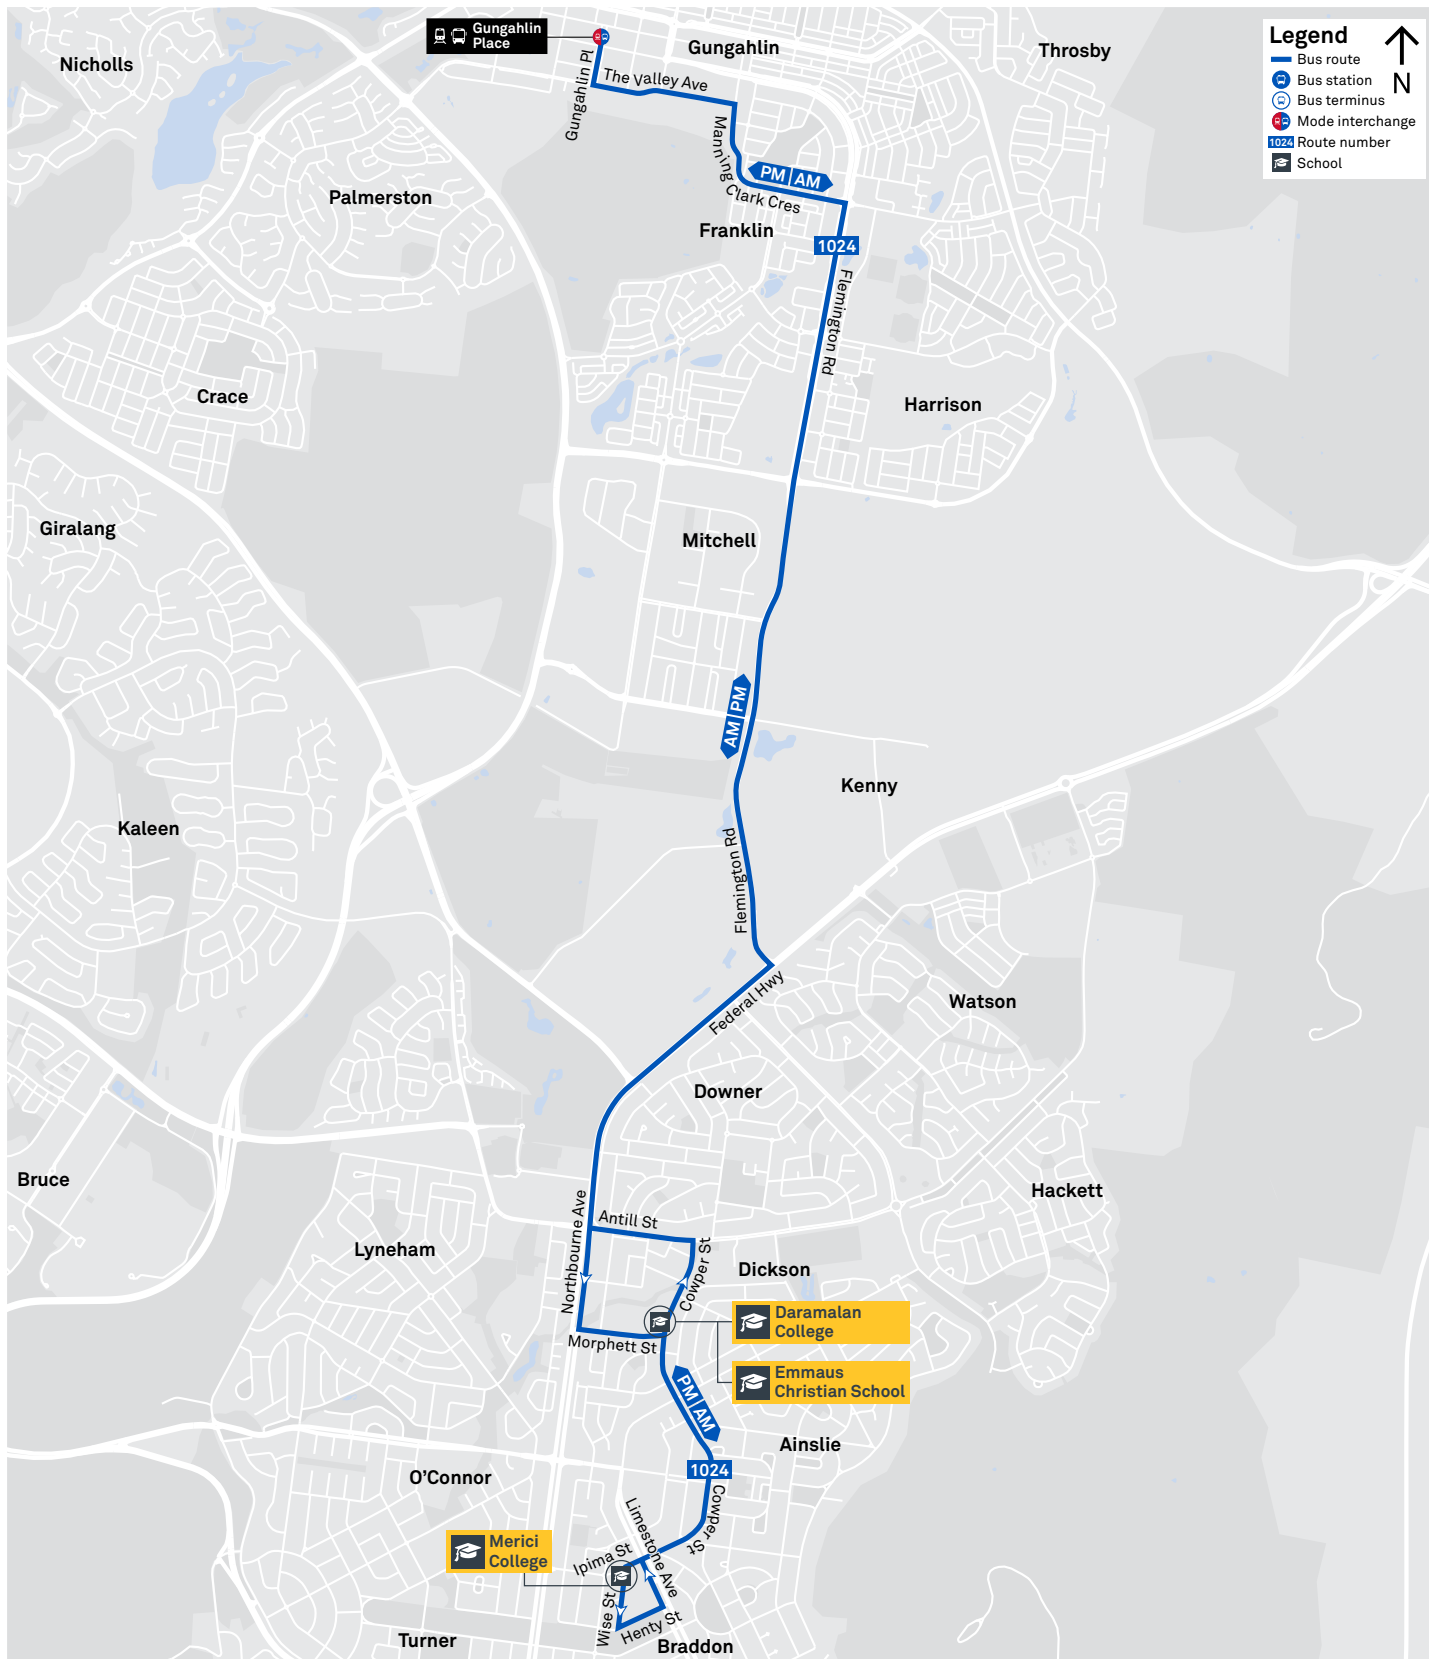 Gungahlin
Place
Nicholls
Gungahlin
Throsby
Legend
Bus route
Bus station
Bus terminus
Mode interchange
1024 Route number
School
N
Gungahlin Pl
The Valley Ave
Manning Clark Cres
PM AM
Palmerston
Franklin
1024
Flemington Rd
Crace
Harrison
Giralang
Mitchell
AM PM
Kenny
Kaleen
Flemington Rd
Federal Hwy
Watson
Downer
Bruce
Hackett
Northbourne Ave
Antill St
Lyneham
Cowper St
Dickson
Daramalan
College
Morphett St
Emmaus
Christian School
PM AM
Ainslie
O'Connor
1024
Cowper St
Limestone Ave
Merici
College
Ipima St
Wise St
Henty St
Turner
Braddon